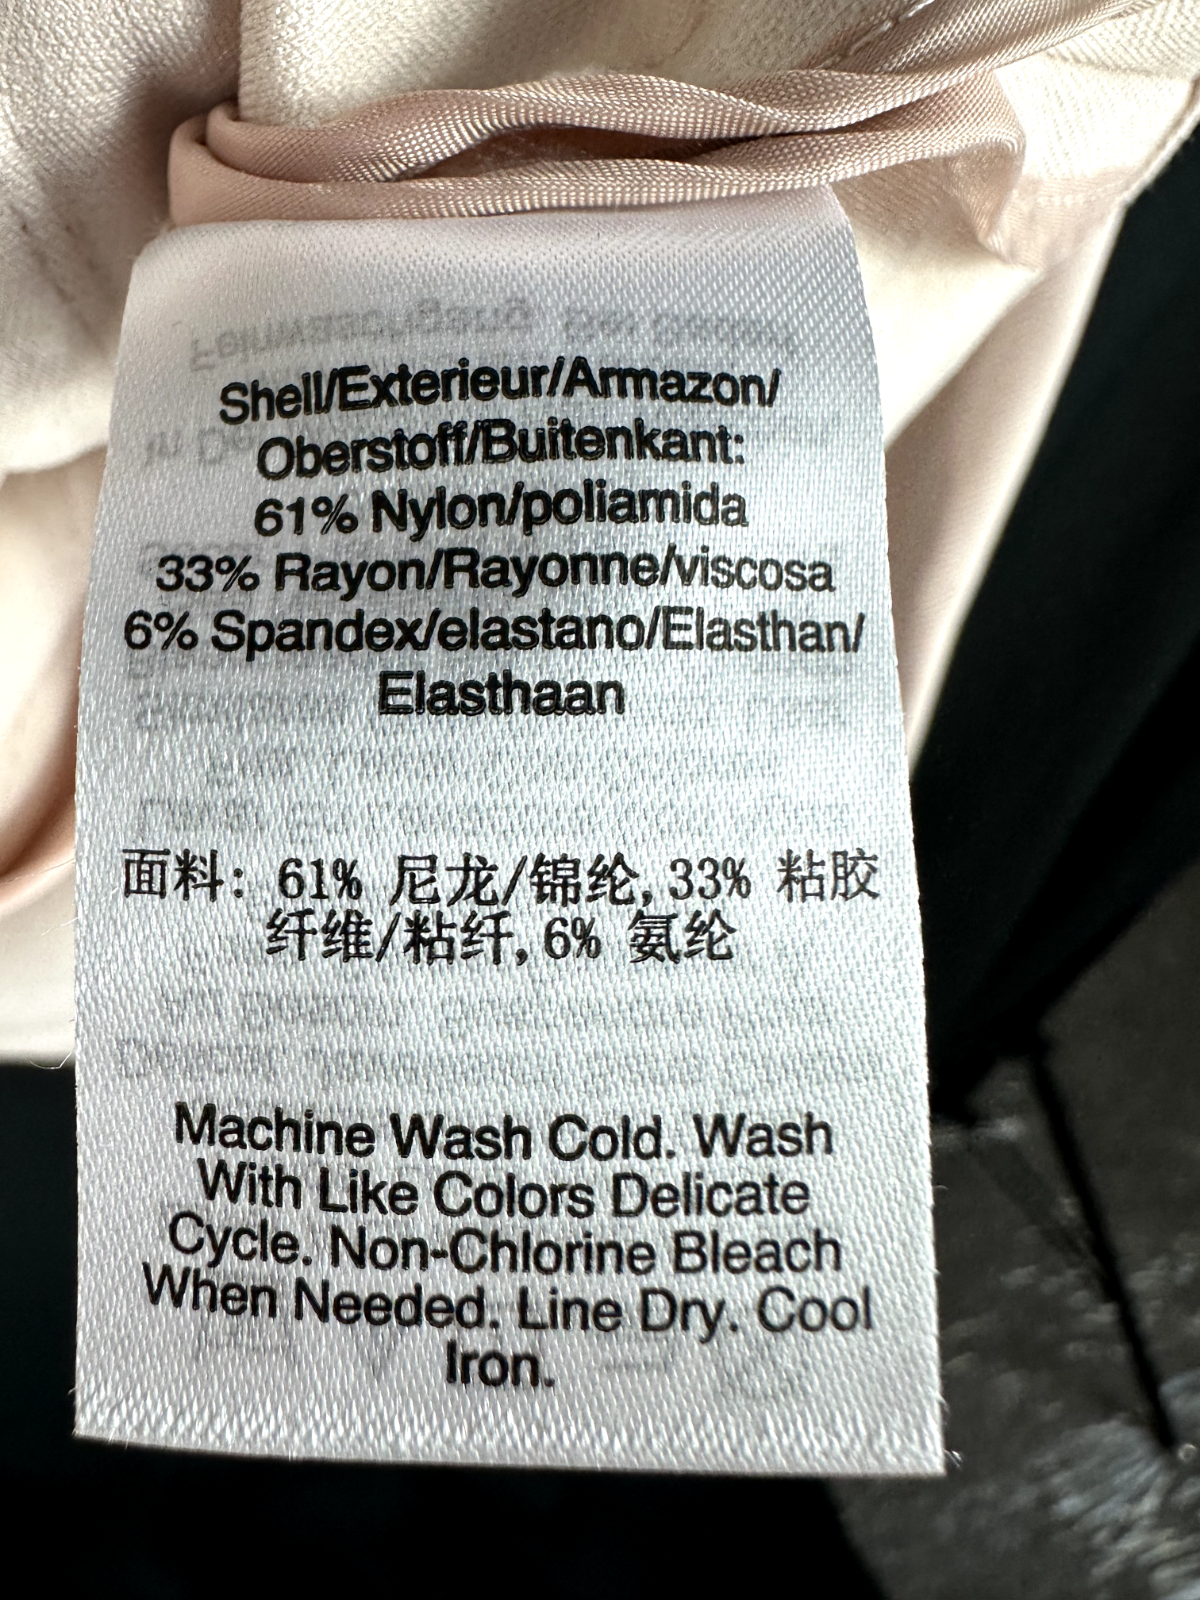 Shell/Exterieur/Armazon/
Oberstoff/Buitenkant:
61% Nylon/poliamida
33% Rayon/Rayonne/viscosa
6% Spandex/elastano/Elasthan/
Elasthaan
面料: 61% 尼龙/锦纶, 33% 粘胶
纤维/粘纤, 6% 氨纶
Machine Wash Cold. Wash
With Like Colors Delicate
Cycle. Non-Chlorine Bleach
When Needed. Line Dry. Cool
Iron.